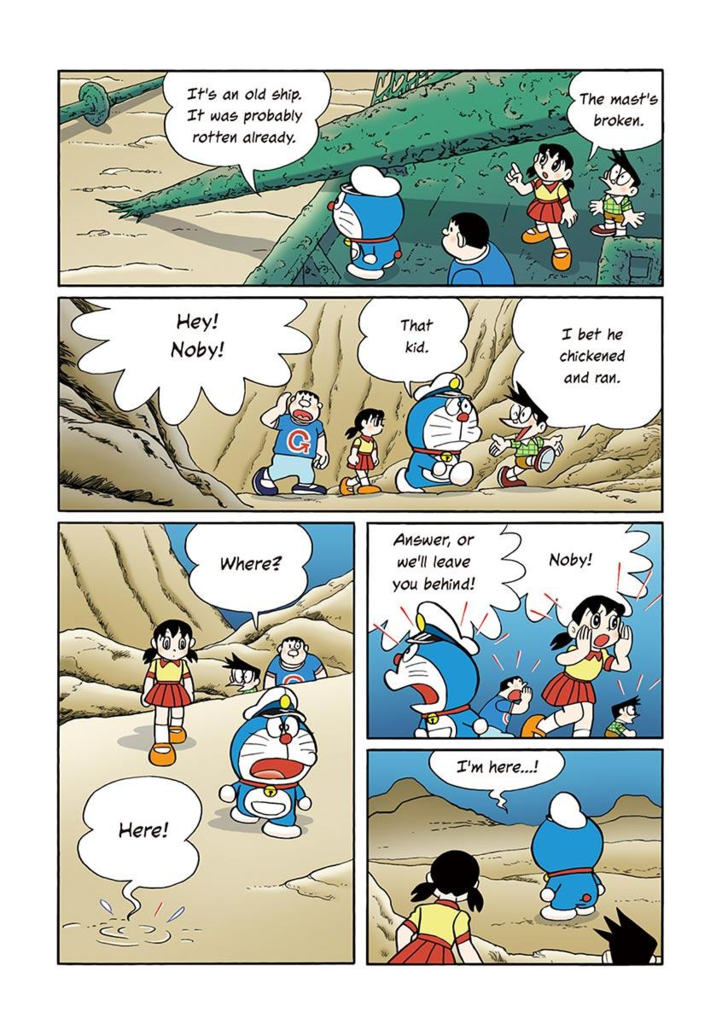 It's an old ship.
It was probably
rotten already.
The mast's
broken.
Hey!
Noby!
G
That
kid.
I bet he
chickened
and ran.
Where?
G
Here!
Answer, or
we'll leave
you behind!
Noby!
I'm here...!